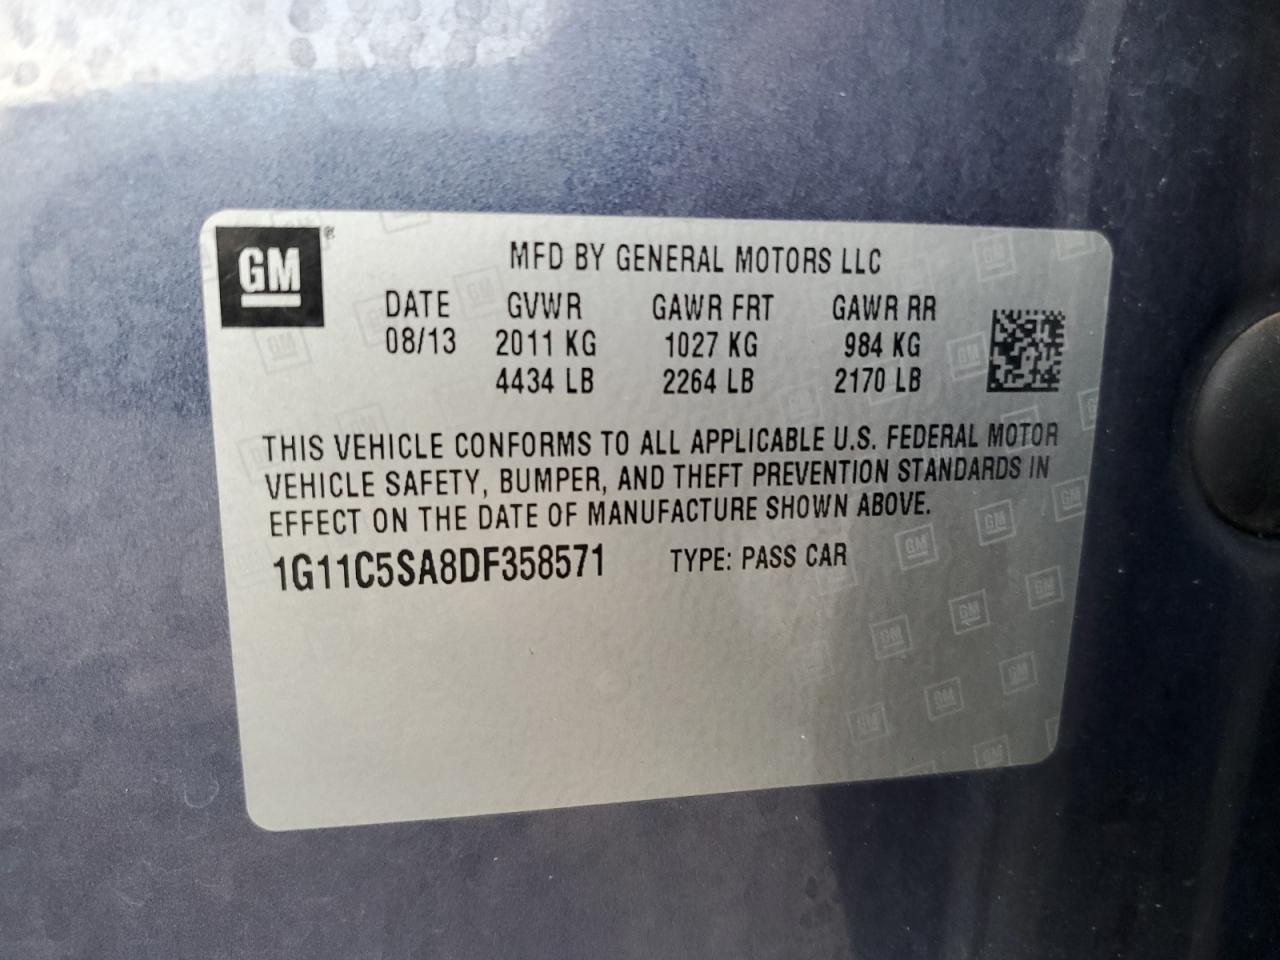 GM®
MFD BY GENERAL MOTORS LLC
DATE GVWR GAWR FRT GAWR RR
08/13 2011 KG 1027 KG 984 KG
4434 LB 2264 LB 2170 LB
THIS VEHICLE CONFORMS TO ALL APPLICABLE U.S. FEDERAL MOTOR
VEHICLE SAFETY, BUMPER, AND THEFT PREVENTION STANDARDS IN
EFFECT ON THE DATE OF MANUFACTURE SHOWN ABOVE.
1G11C5SA8DF358571 TYPE: PASS CAR